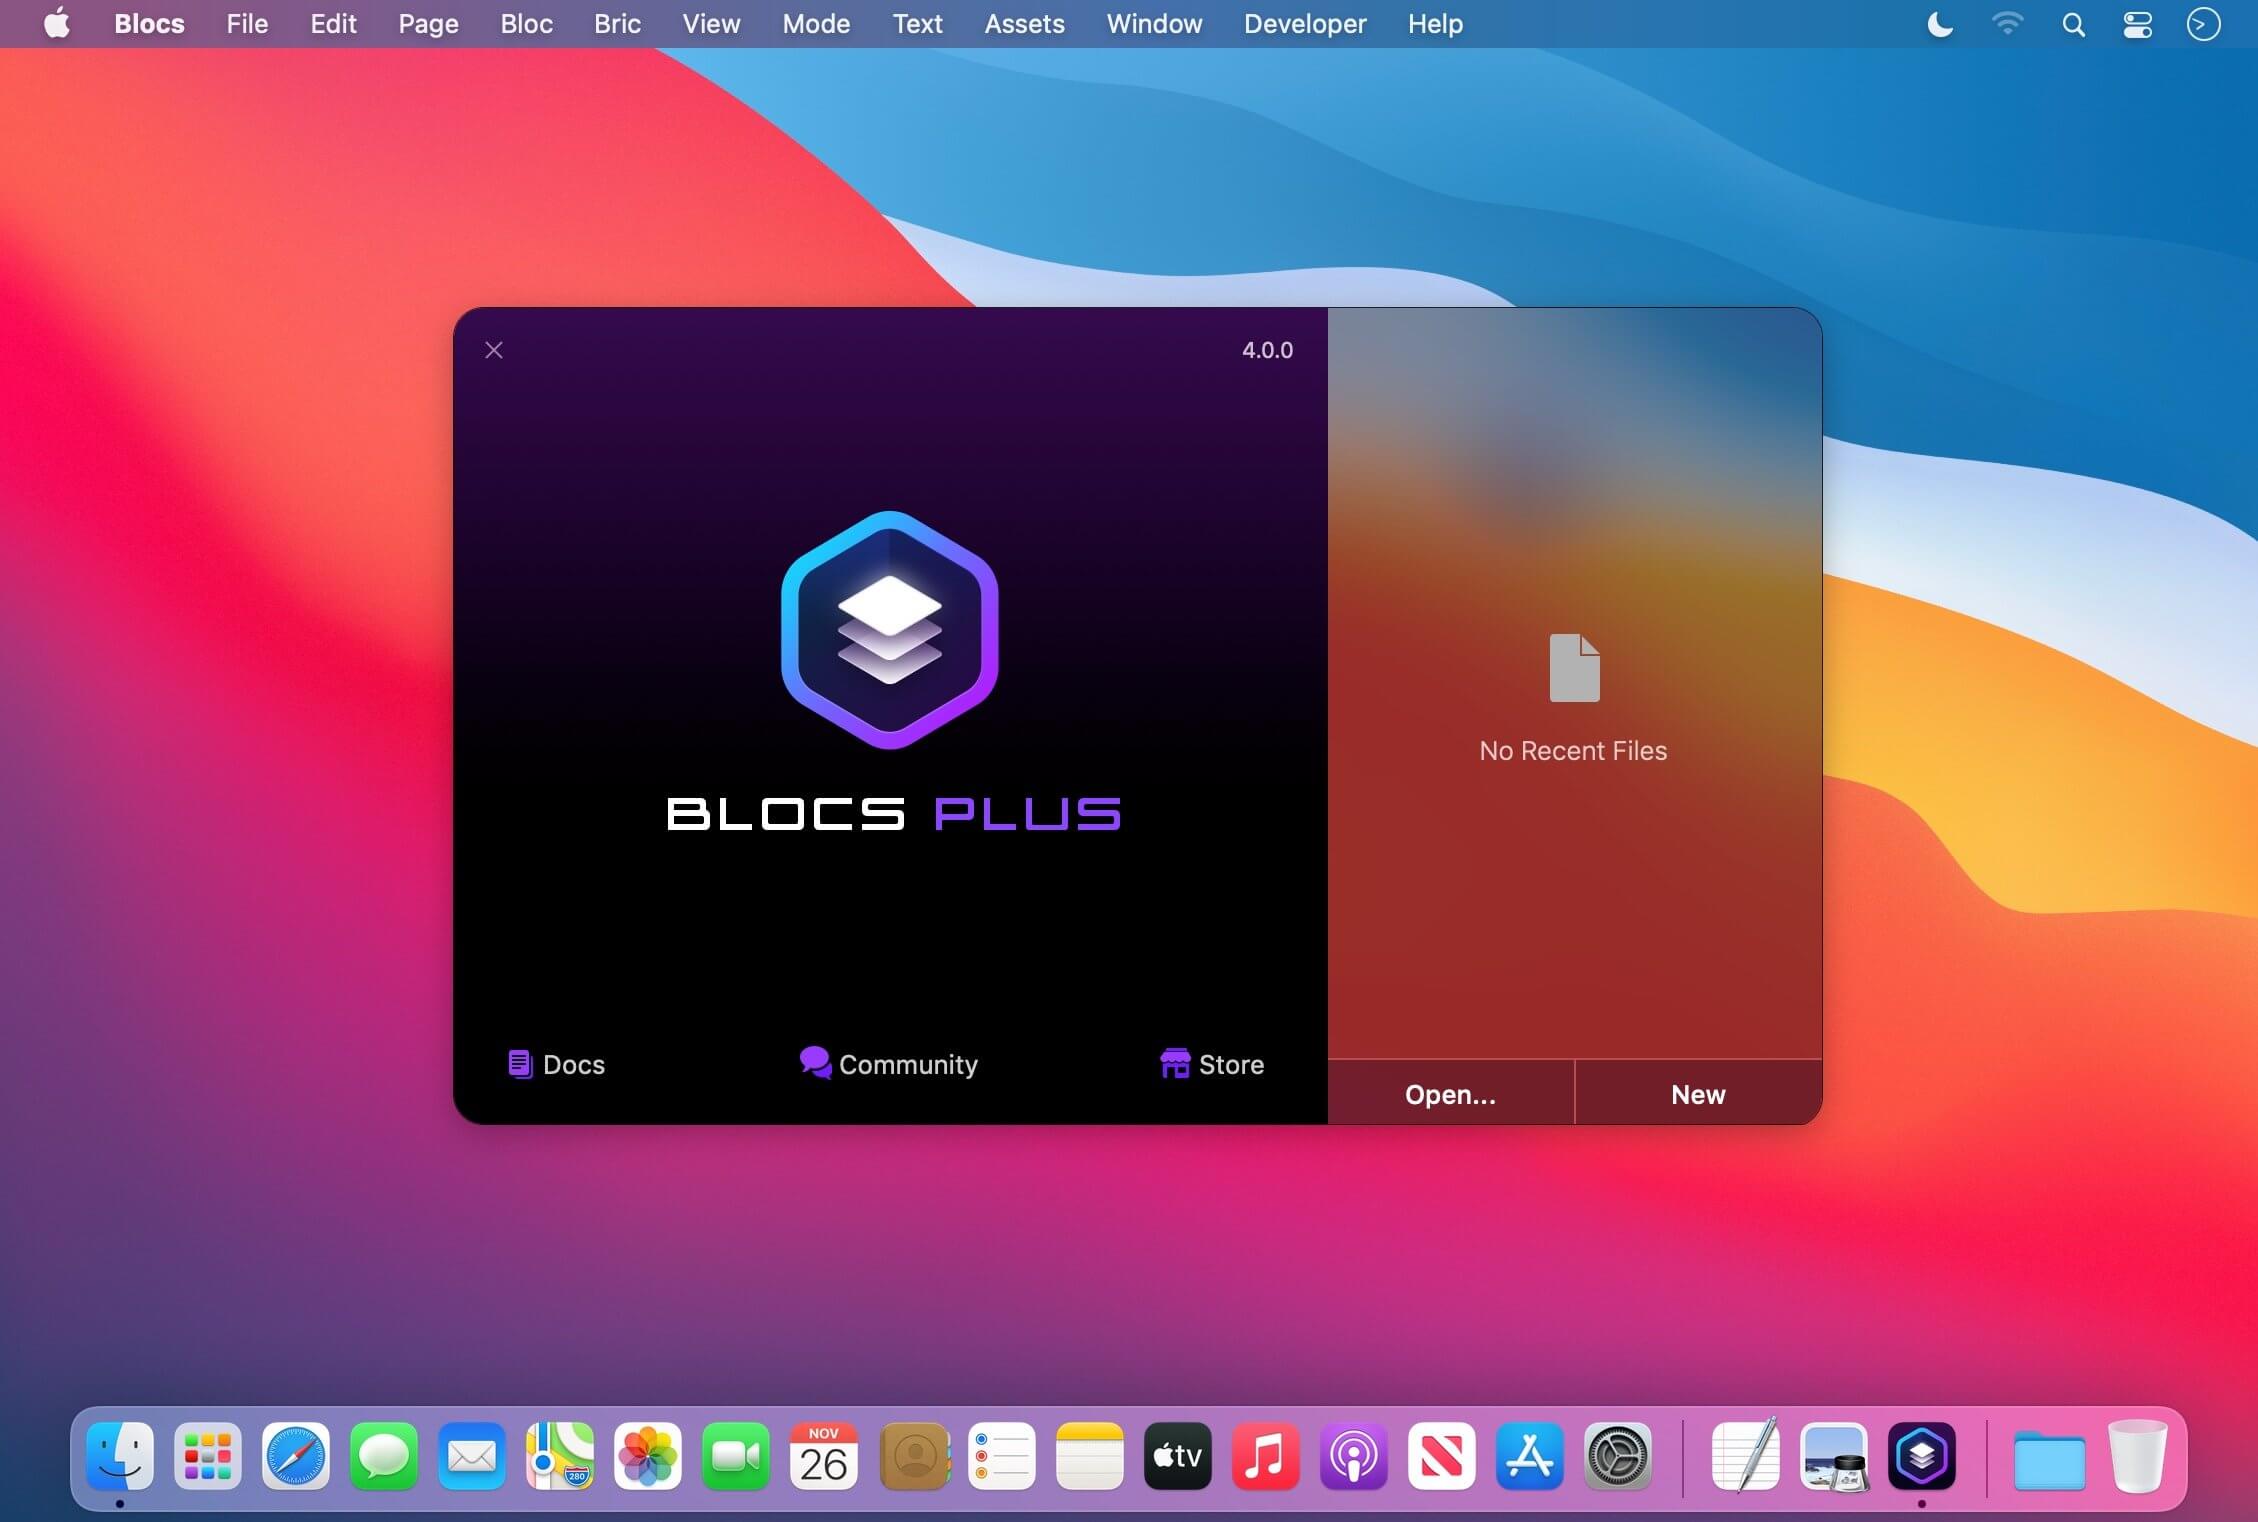 Blocs File Edit Page Bloc Bric View Mode Text Assets Window Developer Help
4.0.0
BLOCS PLUS
No Recent Files
Docs Community Store
Open... New
NOV
26
280
tv